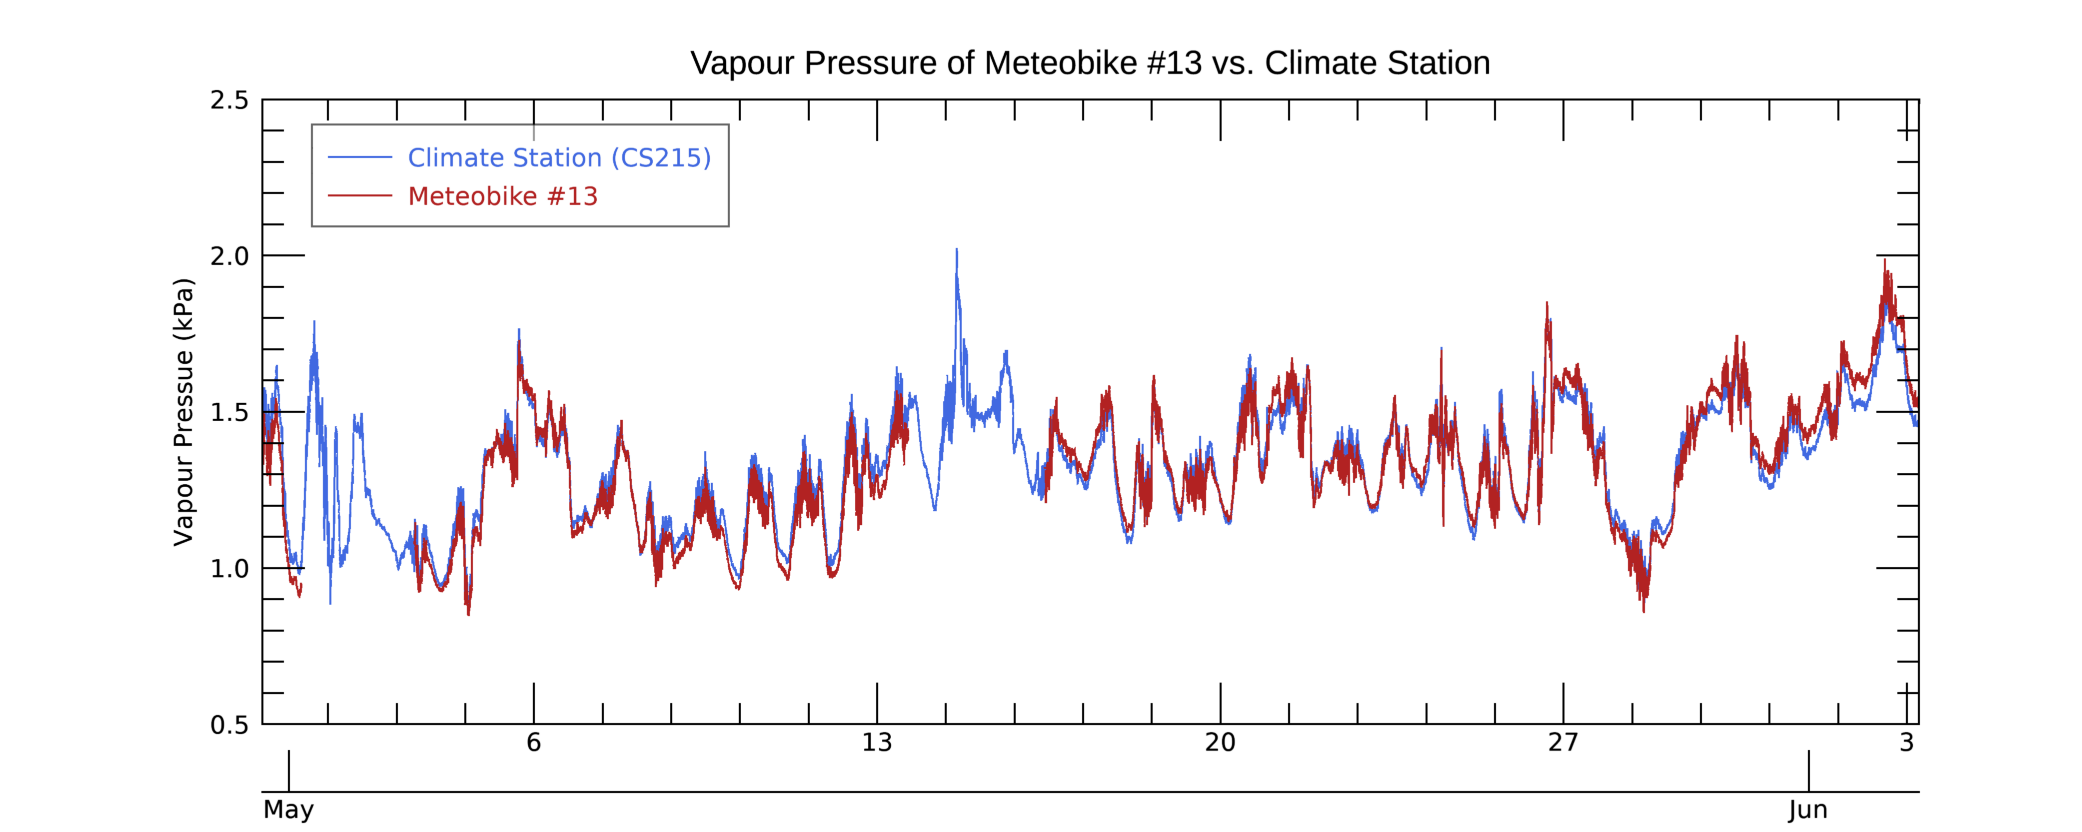 Vapour Pressure of Meteobike #13 vs. Climate Station
2.5
Climate Station (CS215)
Meteobike #13
2.0
Vapour Pressue (kPa)
1.5
1.0
0.5
6 13 20 27 3
May Jun